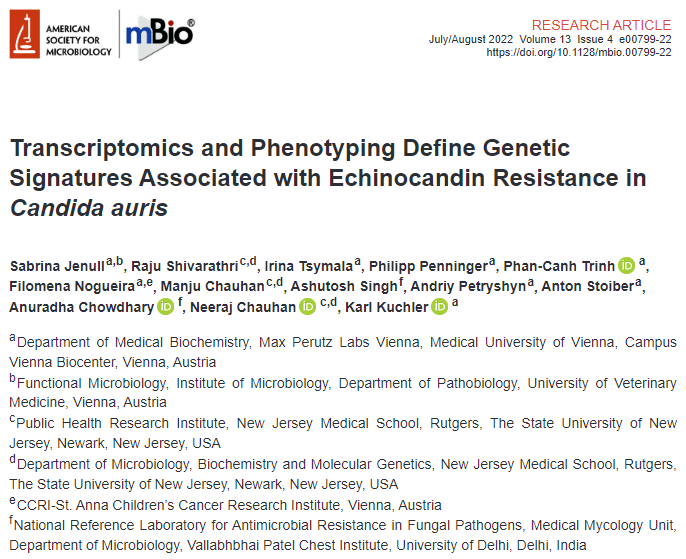 AMERICAN
SOCIETY FOR
MICROBIOLOGY
mBio®
RESEARCH ARTICLE
July/August 2022 Volume 13 Issue 4 e00799-22
https://doi.org/10.1128/mbio.00799-22
Transcriptomics and Phenotyping Define Genetic
Signatures Associated with Echinocandin Resistance in
Candida auris
Sabrina Jenull,a,b Raju Shivarathri,c,d Irina Tsymala,a Philipp Penninger,a Phan-Canh Trinh iD a,
Filomena Nogueira,a,e Manju Chauhan,c,d Ashutosh Singh,f Andriy Petryshyn,a Anton Stoiber,a
Anuradha Chowdhary iD f, Neeraj Chauhan iD c,d, Karl Kuchler iD a
aDepartment of Medical Biochemistry, Max Perutz Labs Vienna, Medical University of Vienna, Campus
Vienna Biocenter, Vienna, Austria
bFunctional Microbiology, Institute of Microbiology, Department of Pathobiology, University of Veterinary
Medicine, Vienna, Austria
cPublic Health Research Institute, New Jersey Medical School, Rutgers, The State University of New
Jersey, Newark, New Jersey, USA
dDepartment of Microbiology, Biochemistry and Molecular Genetics, New Jersey Medical School, Rutgers,
The State University of New Jersey, Newark, New Jersey, USA
eCCRI-St. Anna Children's Cancer Research Institute, Vienna, Austria
fNational Reference Laboratory for Antimicrobial Resistance in Fungal Pathogens, Medical Mycology Unit,
Department of Microbiology, Vallabhbhai Patel Chest Institute, University of Delhi, Delhi, India